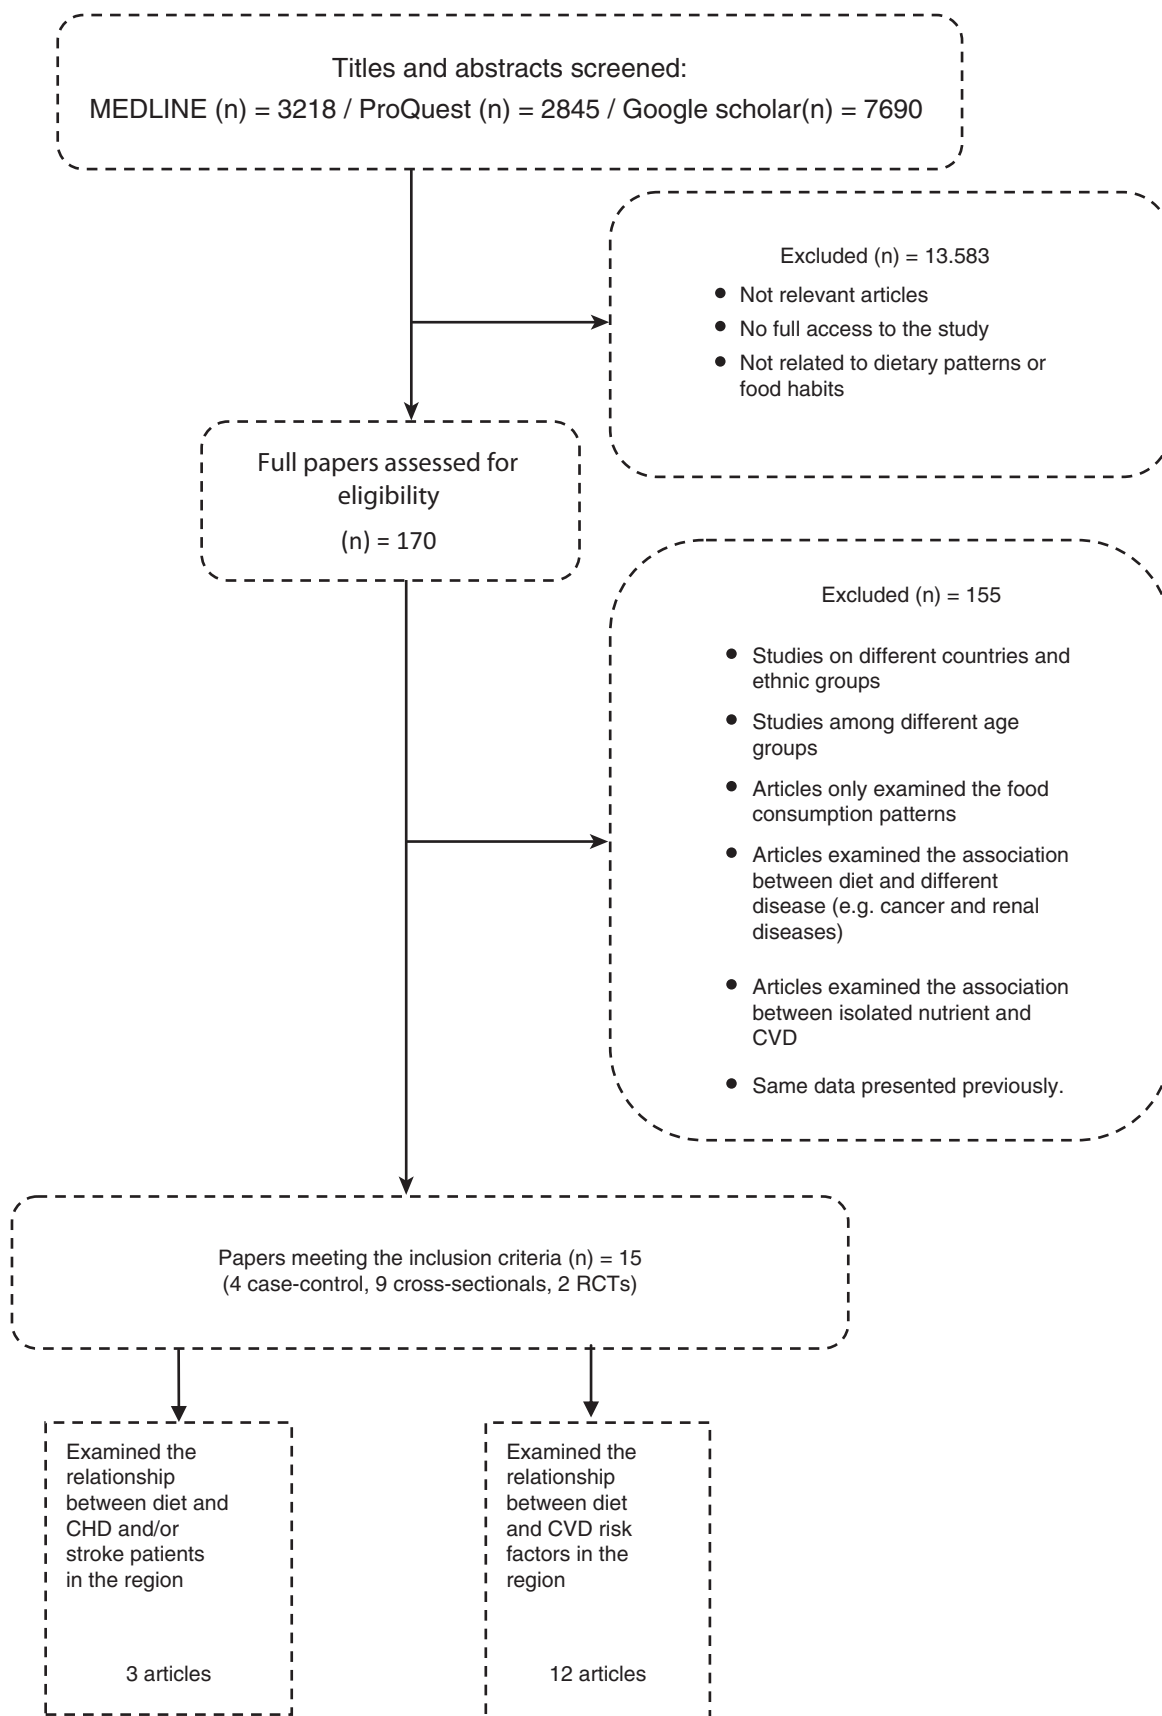 Titles and abstracts screened:
MEDLINE (n) = 3218 / ProQuest (n) = 2845 / Google scholar(n) = 7690
Excluded (n) = 13.583
● Not relevant articles
● No full access to the study
● Not related to dietary patterns or
food habits
Full papers assessed for
eligibility
(n) = 170
Excluded (n) = 155
● Studies on different countries and
ethnic groups
● Studies among different age
groups
● Articles only examined the food
consumption patterns
● Articles examined the association
between diet and different
disease (e.g. cancer and renal
diseases)
● Articles examined the association
between isolated nutrient and
CVD
● Same data presented previously.
Papers meeting the inclusion criteria (n) = 15
(4 case-control, 9 cross-sectionals, 2 RCTs)
Examined the
relationship
between diet and
CHD and/or
stroke patients
in the region
3 articles
Examined the
relationship
between diet
and CVD risk
factors in the
region
12 articles